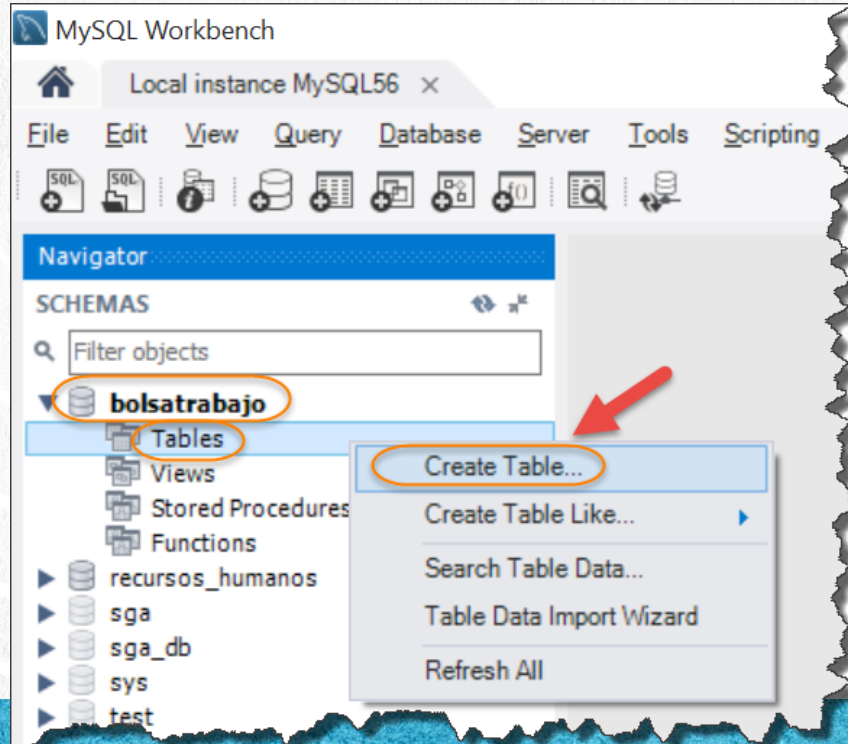 MySQL Workbench
Local instance MySQL56 ×
File Edit View Query Database Server Tools Scripting
SQL SQL i f()
Navigator
SCHEMAS
Filter objects
bolsatrabajo
Tables
Views
Stored Procedures
Functions
recursos_humanos
sga
sga_db
sys
test
Create Table...
Create Table Like...
Search Table Data...
Table Data Import Wizard
Refresh All